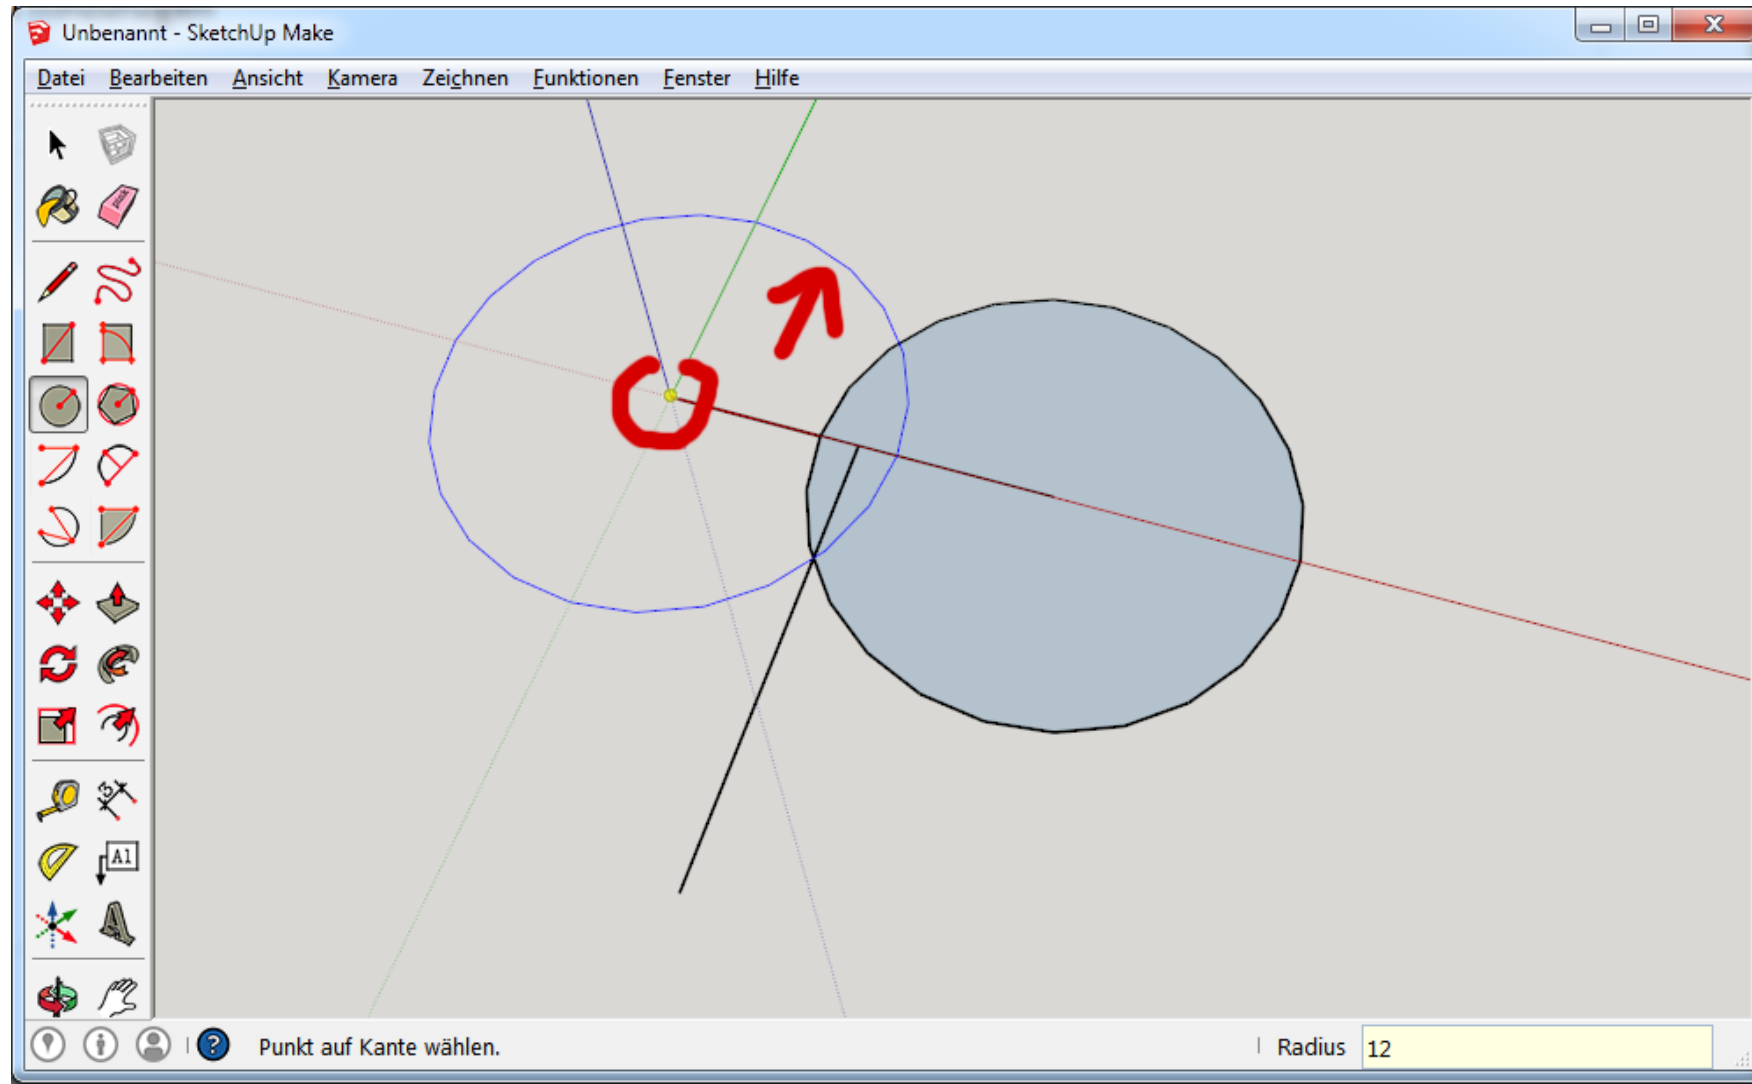 Unbenannt - SketchUp Make
Datei Bearbeiten Ansicht Kamera Zeichnen Funktionen Fenster Hilfe
A1
Punkt auf Kante wählen.
Radius 12